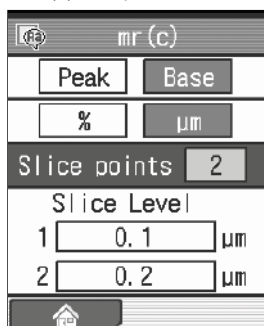 mr(c)
Peak Base
% µm
Slice points 2
Slice Level
1 0.1 µm
2 0.2 µm